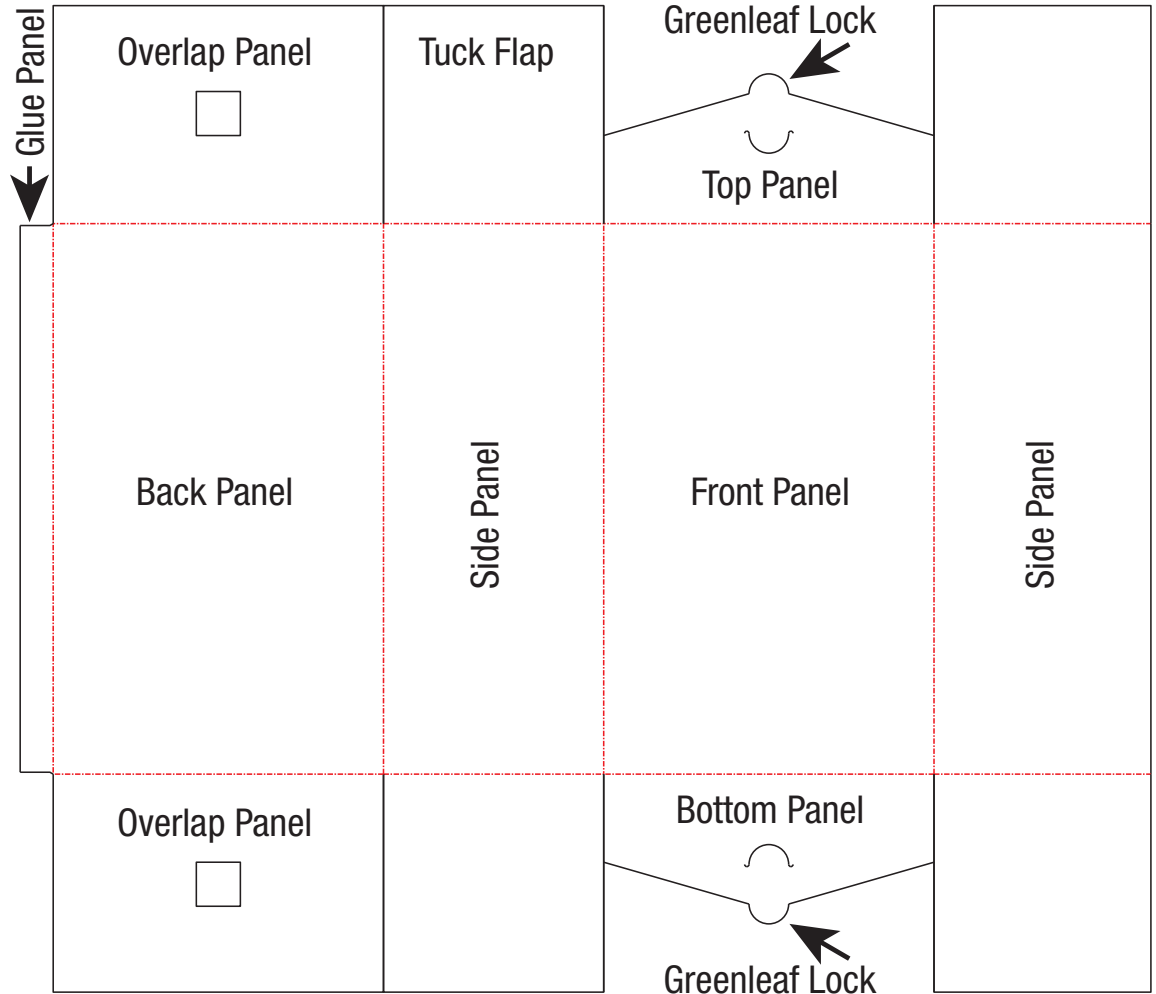 Glue Panel
Overlap Panel
Tuck Flap
Greenleaf Lock
Top Panel
Back Panel
Side Panel
Front Panel
Side Panel
Overlap Panel
Bottom Panel
Greenleaf Lock